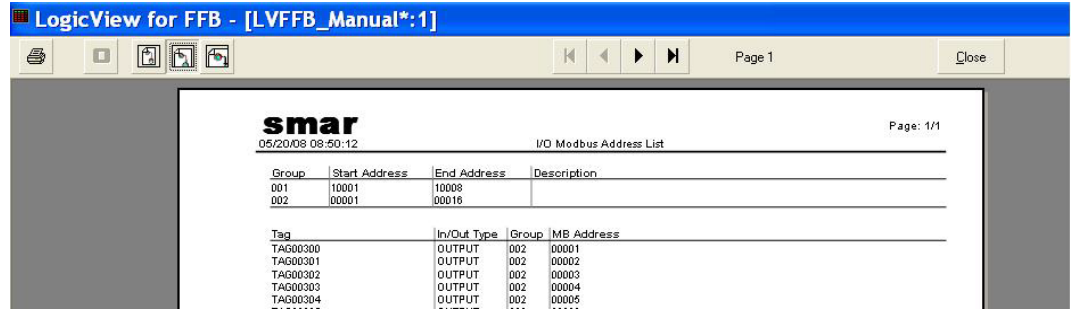 LogicView for FFB - [LVFFB_Manual*:1]
Page 1 Close
smar Page: 1/1
05/20/08 08:50:12 I/O Modbus Address List
Group Start Address End Address Description
001 10001 10008
002 00001 00016
Tag In/Out Type Group MB Address
TAG00300 OUTPUT 002 00001
TAG00301 OUTPUT 002 00002
TAG00302 OUTPUT 002 00003
TAG00303 OUTPUT 002 00004
TAG00304 OUTPUT 002 00005